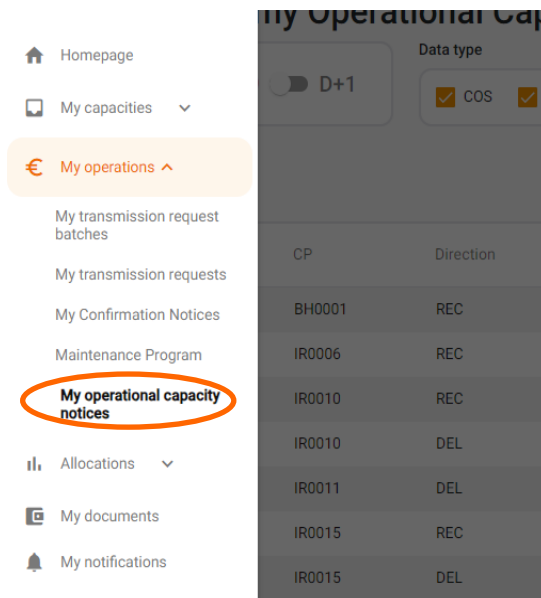 my Operational Cap
Homepage
My capacities
My operations
My transmission request
batches
My transmission requests
My Confirmation Notices
Maintenance Program
My operational capacity
notices
Allocations
My documents
My notifications
Data type
D+1
COS
CP Direction
BH0001 REC
IR0006 REC
IR0010 REC
IR0010 DEL
IR0011 DEL
IR0015 REC
IR0015 DEL